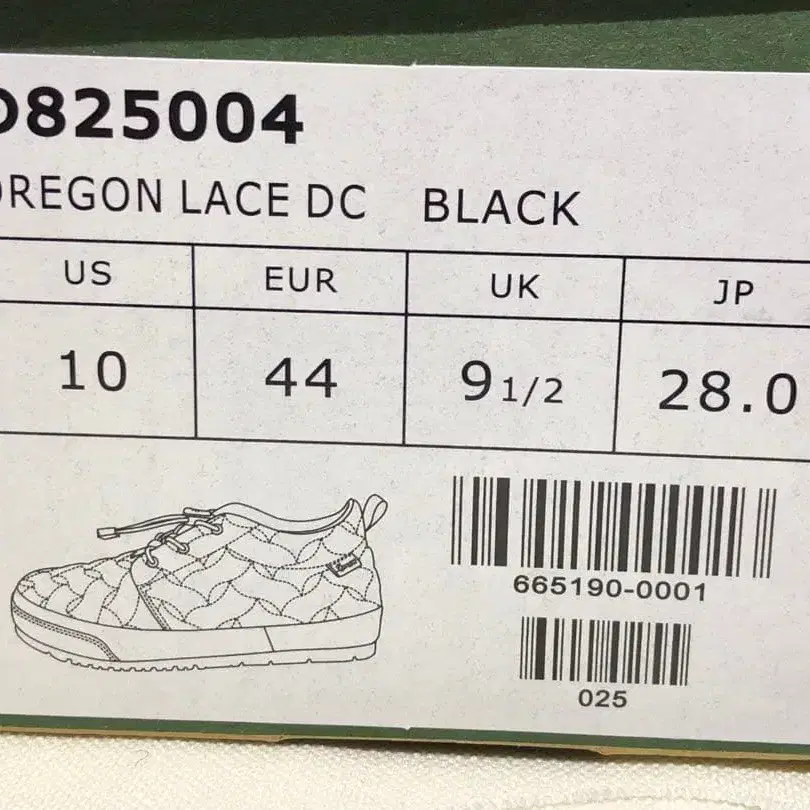 D825004
OREGON LACE DC BLACK
US EUR UK JP
10 44 9 1/2 28.0
665190-0001
025